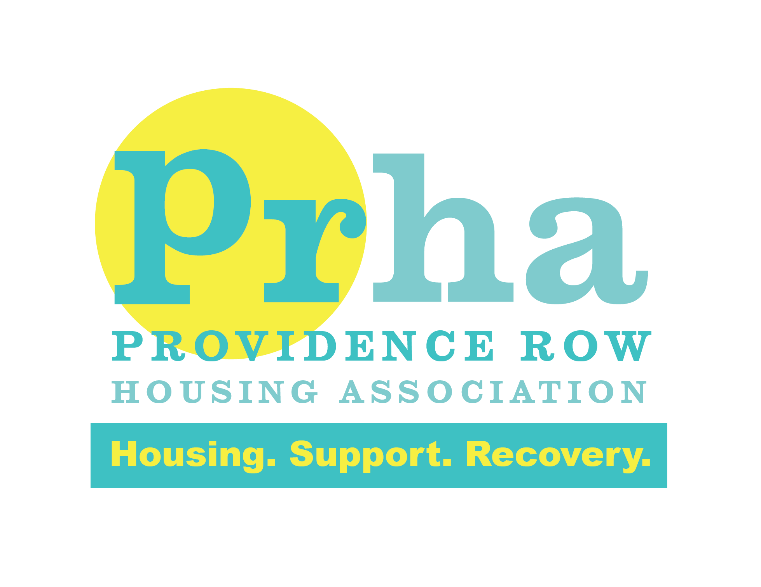 prha
PROVIDENCE ROW
HOUSING ASSOCIATION
Housing. Support. Recovery.